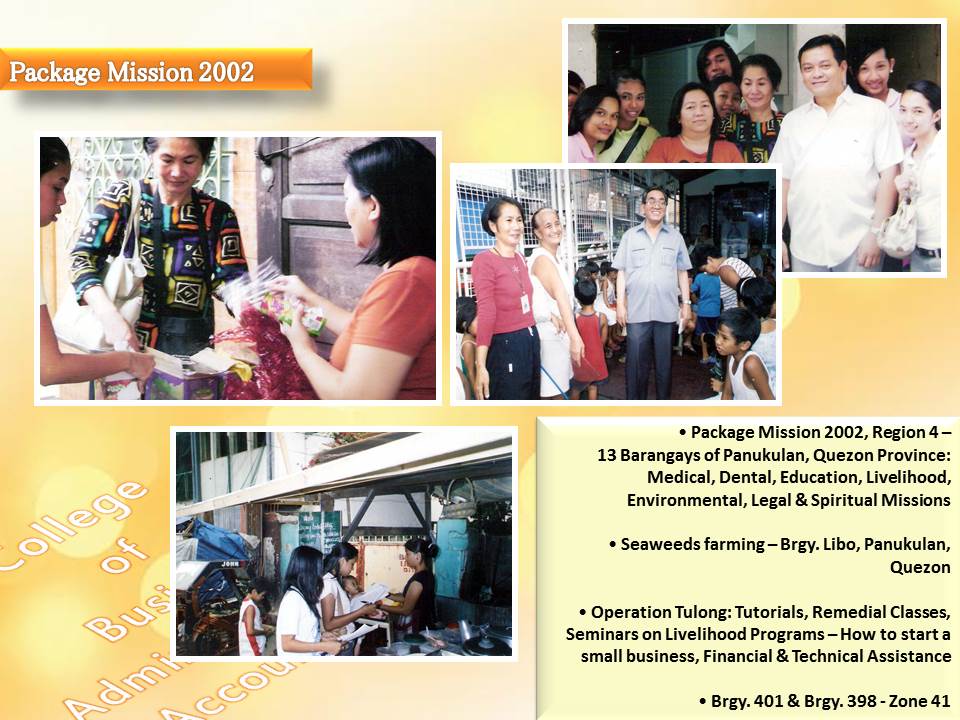 Package Mission 2002
• Package Mission 2002, Region 4 –
13 Barangays of Panukulan, Quezon Province:
Medical, Dental, Education, Livelihood,
Environmental, Legal & Spiritual Missions
• Seaweeds farming – Brgy. Libo, Panukulan,
Quezon
• Operation Tulong: Tutorials, Remedial Classes,
Seminars on Livelihood Programs – How to start a
small business, Financial & Technical Assistance
• Brgy. 401 & Brgy. 398 - Zone 41
College
of
Busi
Admi
Accou
JOHN